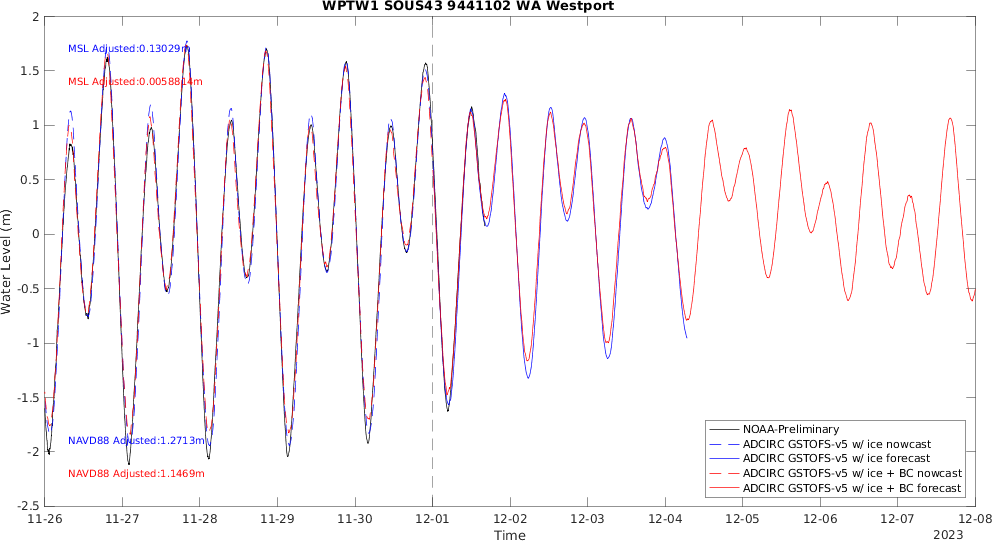 WPTW1 SOUS43 9441102 WA Westport
2
1.5
1
0.5
0
-0.5
-1
-1.5
-2
-2.5
Water Level (m)
MSL Adjusted:0.13029m
MSL Adjusted:0.0058814m
NAVD88 Adjusted:1.2713m
NAVD88 Adjusted:1.1469m
NOAA-Preliminary
ADCIRC GSTOFS-v5 w/ ice nowcast
ADCIRC GSTOFS-v5 w/ ice forecast
ADCIRC GSTOFS-v5 w/ ice + BC nowcast
ADCIRC GSTOFS-v5 w/ ice + BC forecast
11-26 11-27 11-28 11-29 11-30 12-01 12-02 12-03 12-04 12-05 12-06 12-07 12-08
Time
2023